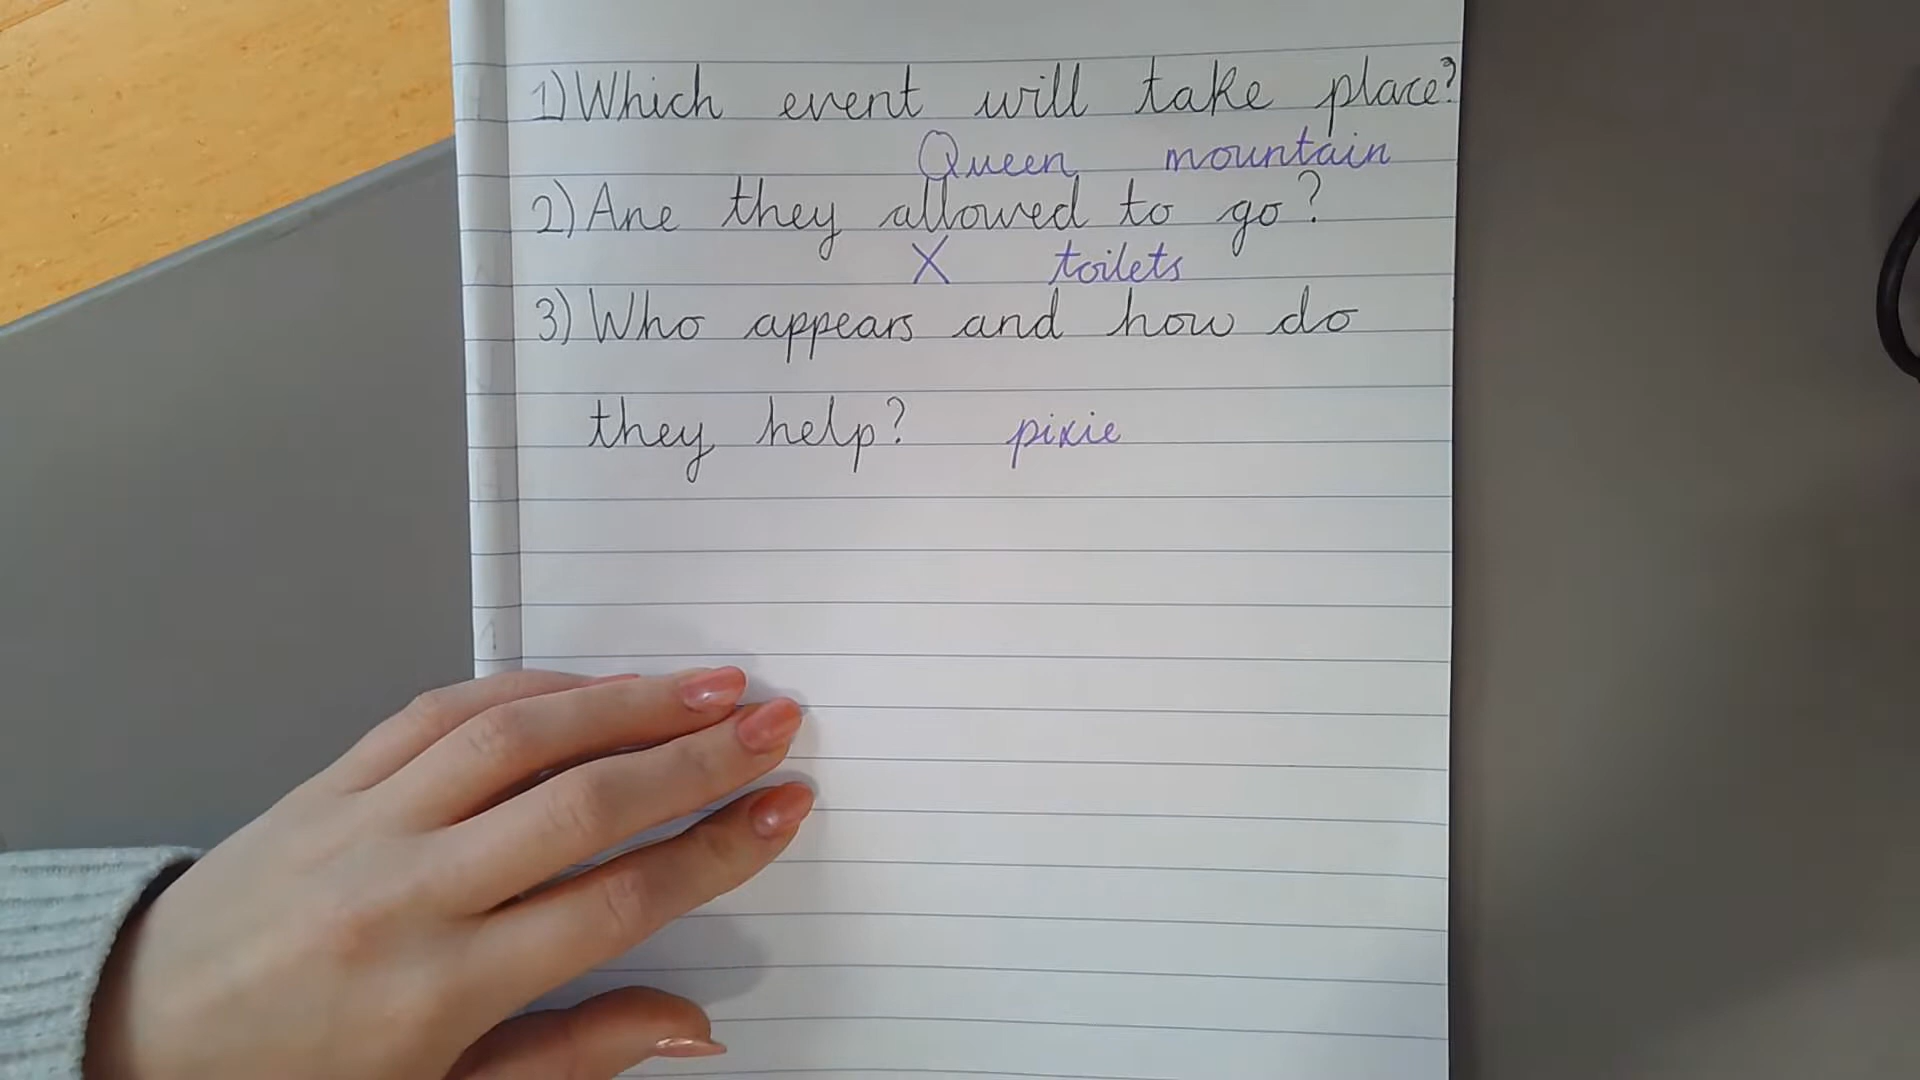 1) Which event will take place?
Queen mountain
2) Are they allowed to go?
X toilets
3) Who appears and how do
they help? pixie